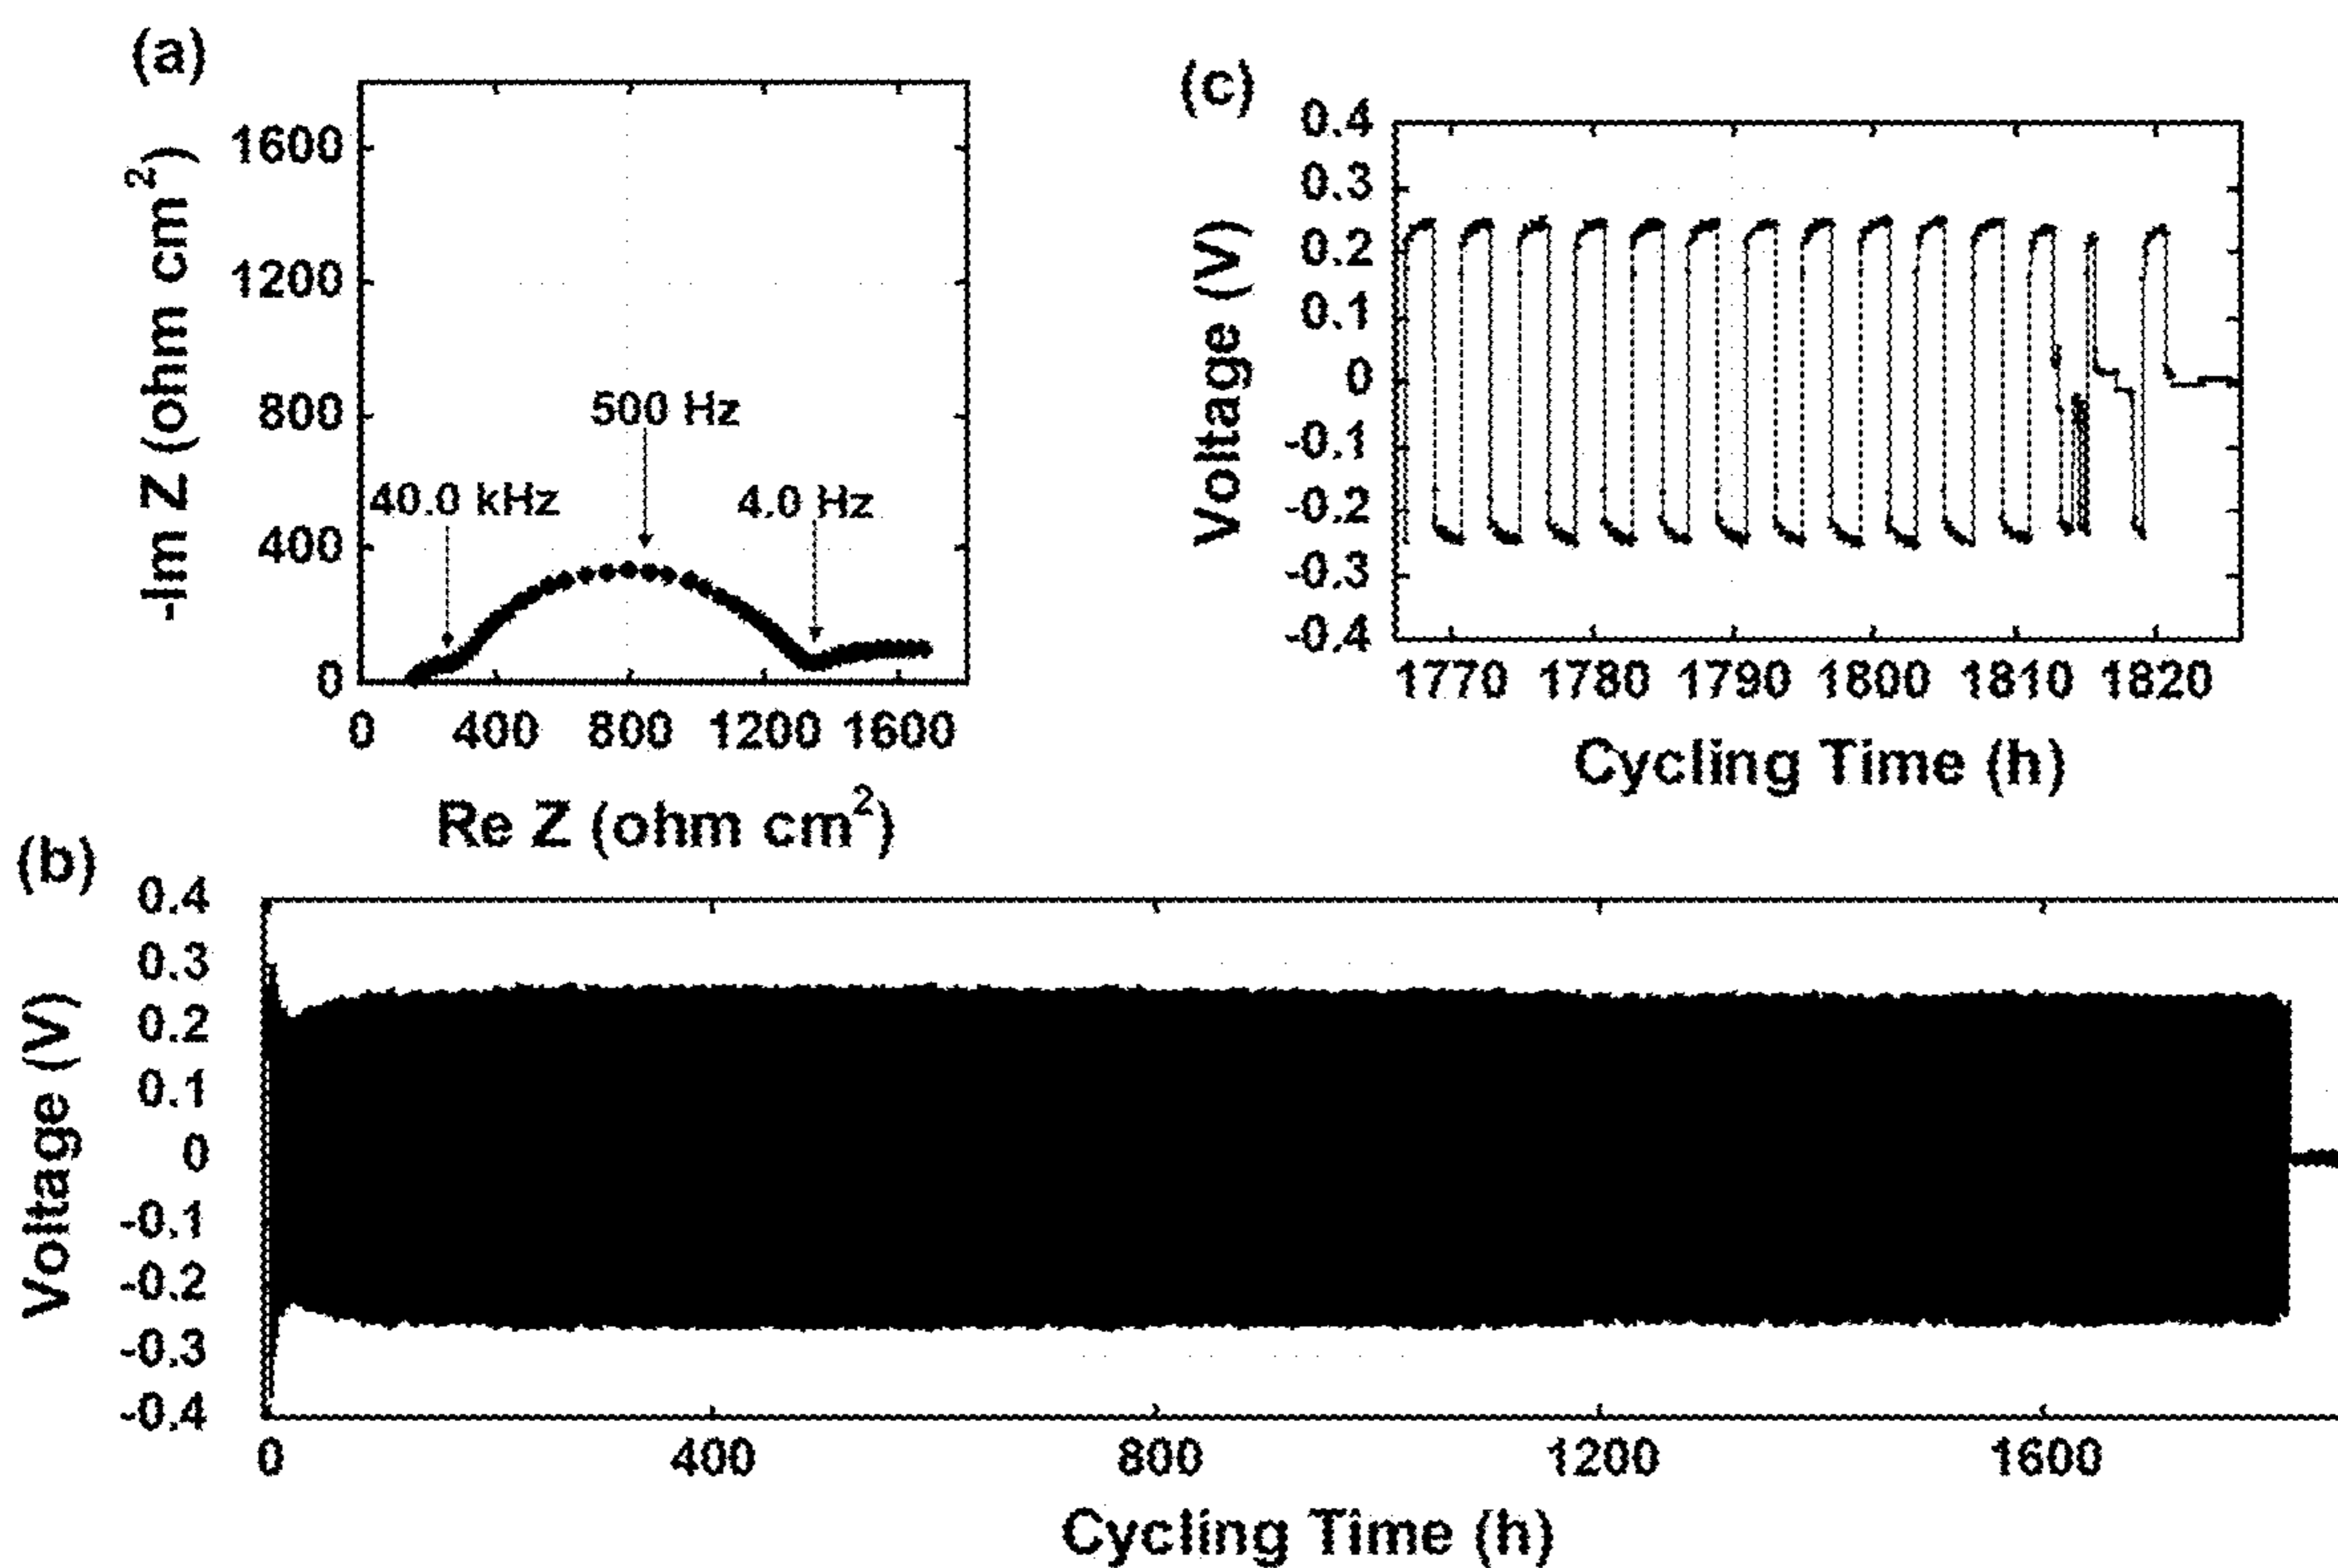 (a)
1600
1200
800
400
0
-Im Z (ohm cm²)
500 Hz
40.0 kHz
4.0 Hz
0 400 800 1200 1600
Re Z (ohm cm²)
(c)
0.4
0.3
0.2
0.1
0
-0.1
-0.2
-0.3
-0.4
Voltage (V)
1770 1780 1790 1800 1810 1820
Cycling Time (h)
(b)
0.4
0.3
0.2
0.1
0
-0.1
-0.2
-0.3
-0.4
Voltage (V)
0 400 800 1200 1600
Cycling Time (h)